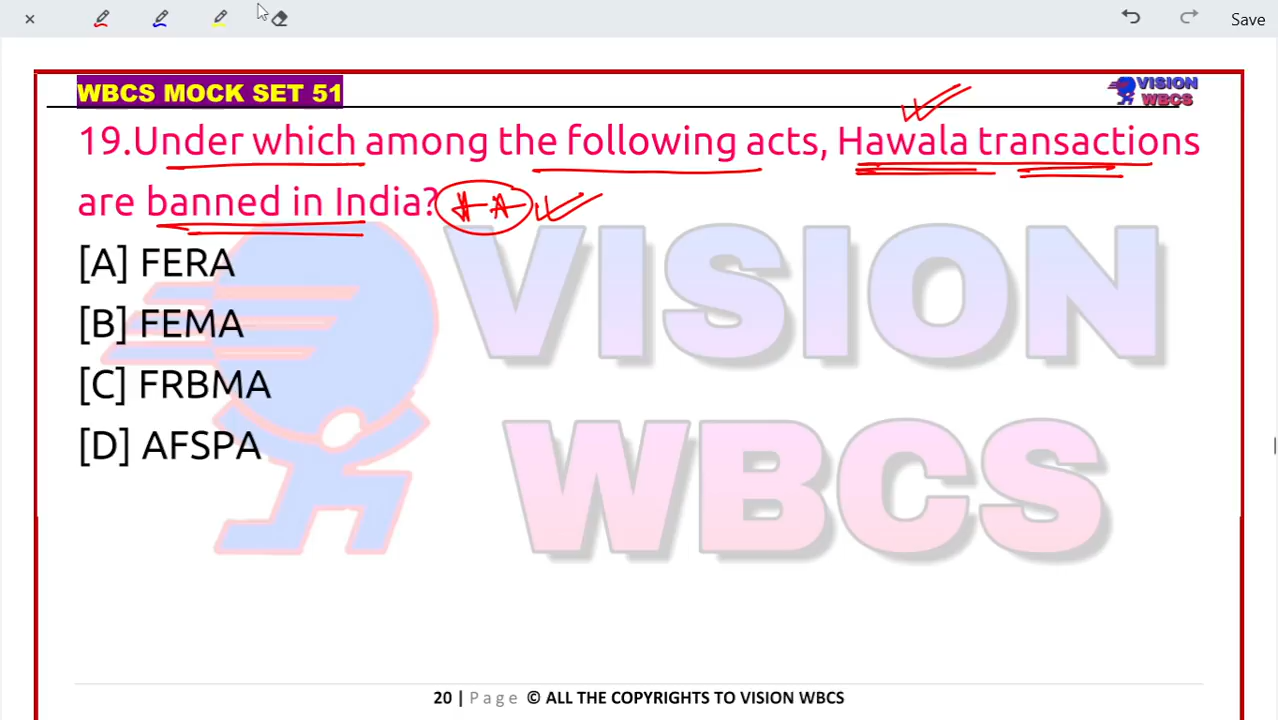 Save
WBCS MOCK SET 51
VISION
WBCS
19.Under which among the following acts, Hawala transactions
are banned in India?
[A] FERA
[B] FEMA
[C] FRBMA
[D] AFSPA
VISION
WBCS
20 | Page © ALL THE COPYRIGHTS TO VISION WBCS